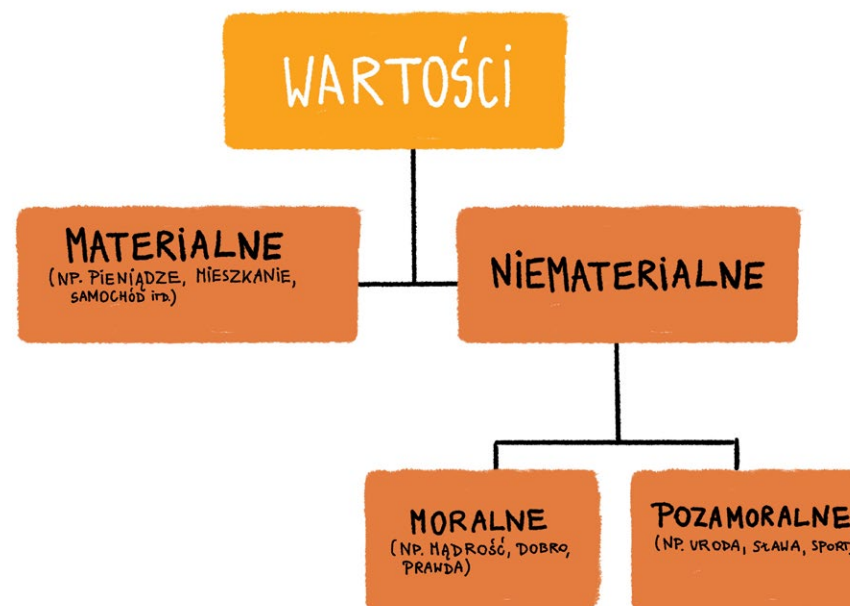 WARTOŚCI
MATERIALNE
(NP. PIENIĄDZE, MIESZKANIE,
SAMOCHÓD ITD.)
NIEMATERIALNE
MORALNE
(NP. MĄDROŚĆ, DOBRO,
PRAWDA)
POZAMORALNE
(NP. URODA, SŁAWA, SPORT)